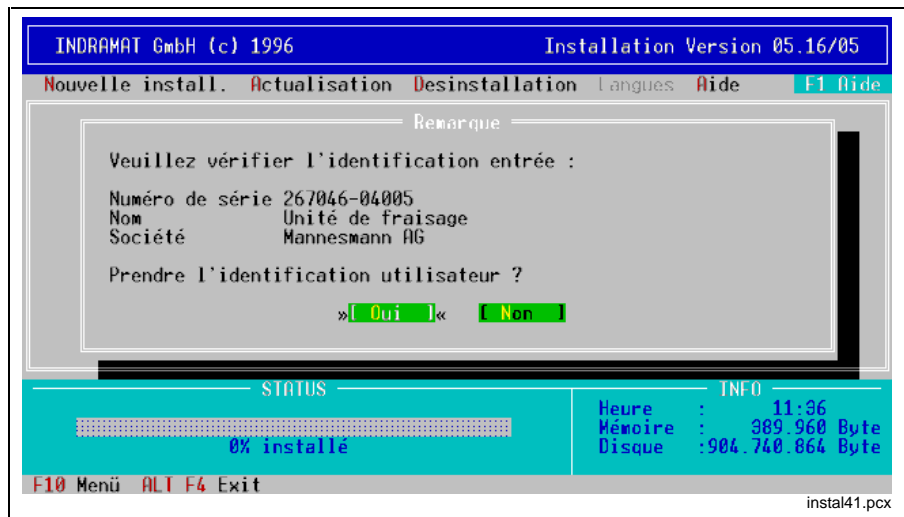 INDRAMAT GmbH (c) 1996 Installation Version 05.16/05
Nouvelle install. Actualisation Desinstallation Langues Aide F1 Aide
Remarque
Veuillez vérifier l'identification entrée :
Numéro de série 267046-04005
Nom Unité de fraisage
Société Mannesmann AG
Prendre l'identification utilisateur ?
»[ Oui ]« [ Non ]
STATUS
0% installé
INFO
Heure : 11:36
Mémoire : 389.960 Byte
Disque :904.740.864 Byte
F10 Menü ALT F4 Exit
instal41.pcx